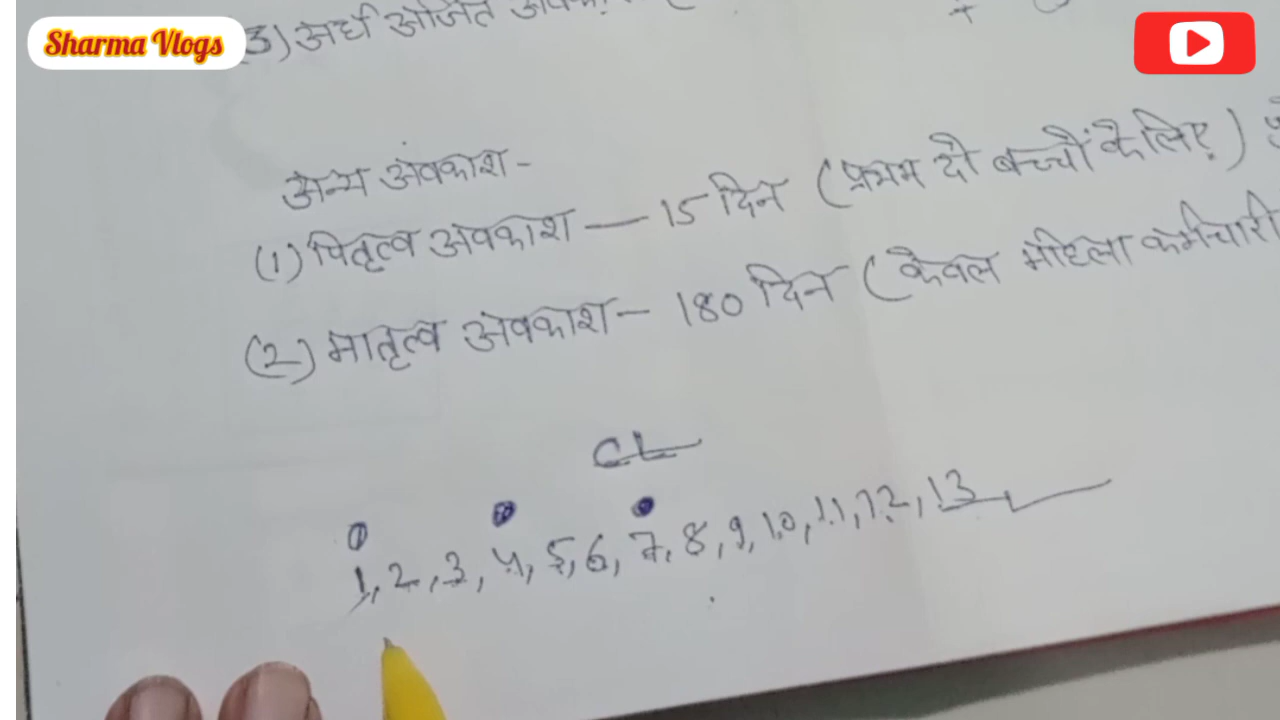 Sharma Vlogs
3) अर्ध अर्जित
अन्य अवकाश-
(1) पितृत्व अवकाश — 15 दिन (प्रथम दो बच्चों के लिए)
(2) मातृत्व अवकाश - 180 दिन (केवल महिला कर्मचारी
CL
1, 2, 3, 4, 5, 6, 7, 8, 9, 10, 11, 12, 13